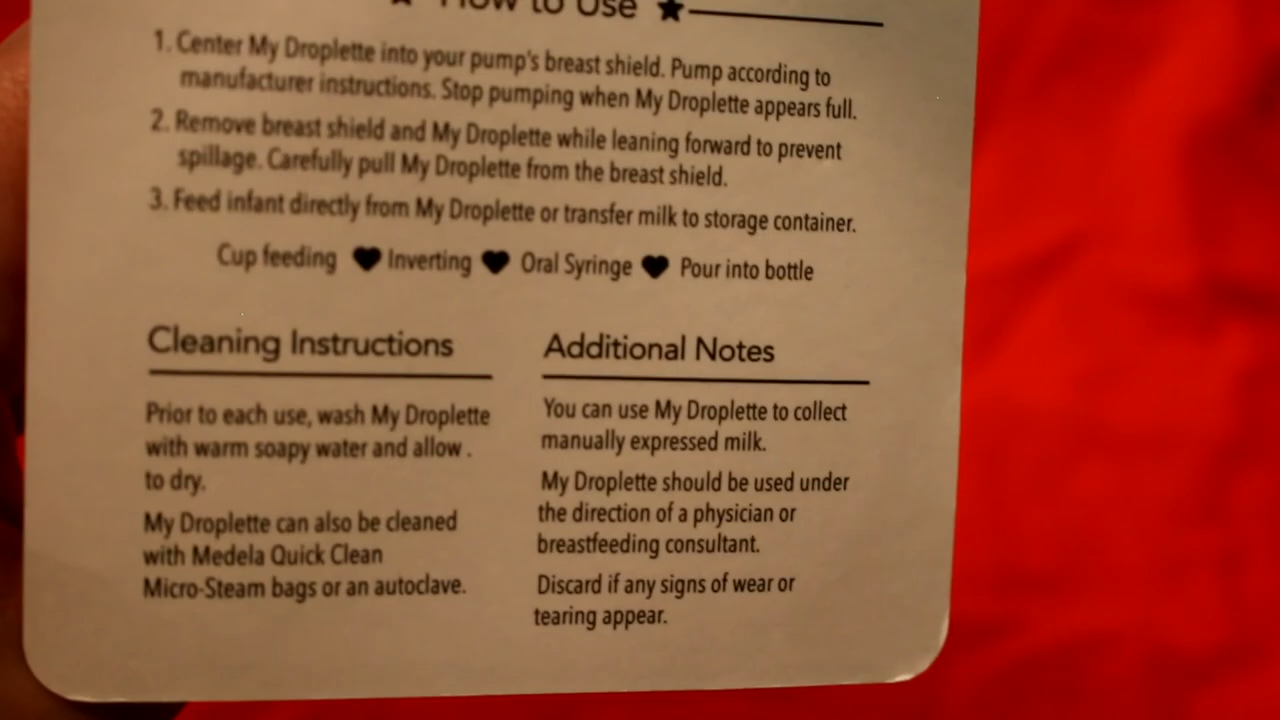 How to Use
1. Center My Droplette into your pump's breast shield. Pump according to
manufacturer instructions. Stop pumping when My Droplette appears full.
2. Remove breast shield and My Droplette while leaning forward to prevent
spillage. Carefully pull My Droplette from the breast shield.
3. Feed infant directly from My Droplette or transfer milk to storage container.
Cup feeding ♥ Inverting ♥ Oral Syringe ♥ Pour into bottle
Cleaning Instructions
Prior to each use, wash My Droplette
with warm soapy water and allow .
to dry.
My Droplette can also be cleaned
with Medela Quick Clean
Micro-Steam bags or an autoclave.
Additional Notes
You can use My Droplette to collect
manually expressed milk.
My Droplette should be used under
the direction of a physician or
breastfeeding consultant.
Discard if any signs of wear or
tearing appear.